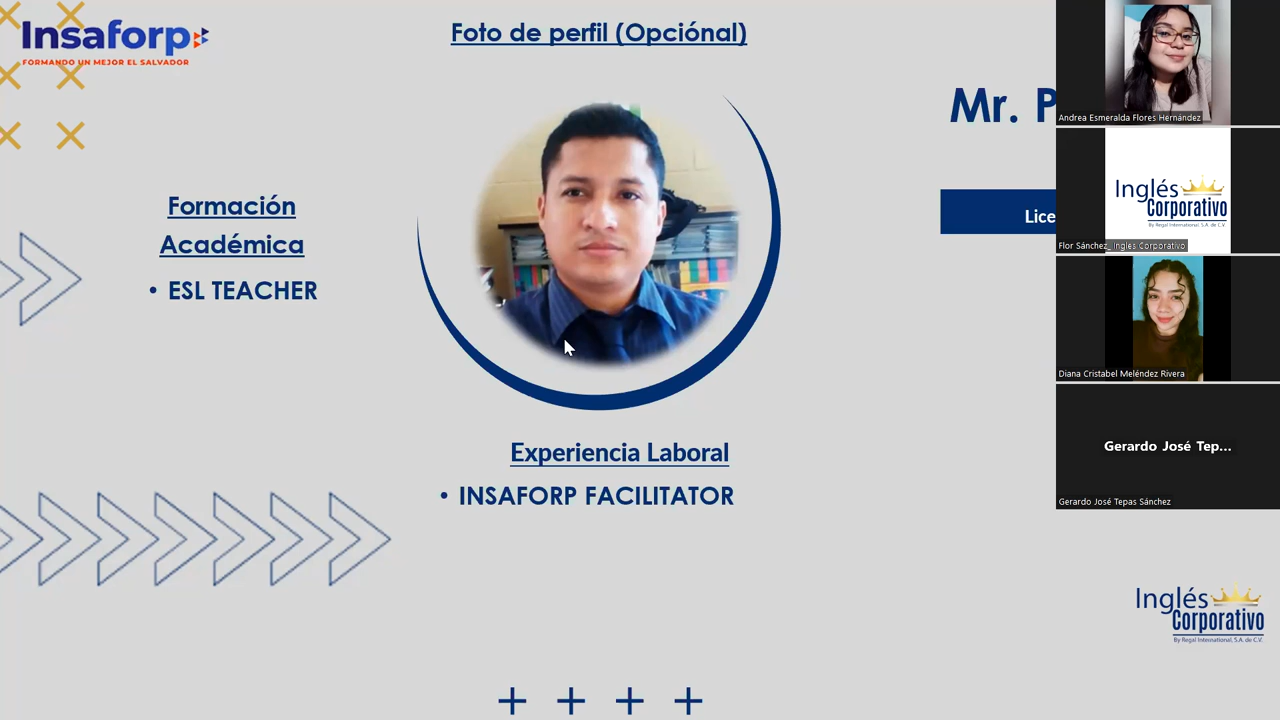 Insaforp
FORMANDO UN MEJOR EL SALVADOR
Foto de perfil (Opciónal)
Mr. P
Formación
Académica
• ESL TEACHER
Lice
Experiencia Laboral
• INSAFORP FACILITATOR
Andrea Esmeralda Flores Hernández
Inglés
Corporativo
By Regal International, S.A. de C.V.
Flor Sánchez_ Ingles Corporativo
Diana Cristabel Meléndez Rivera
Gerardo José Tep...
Gerardo José Tepas Sánchez
Inglés
Corporativo
By Regal International, S.A. de C.V.